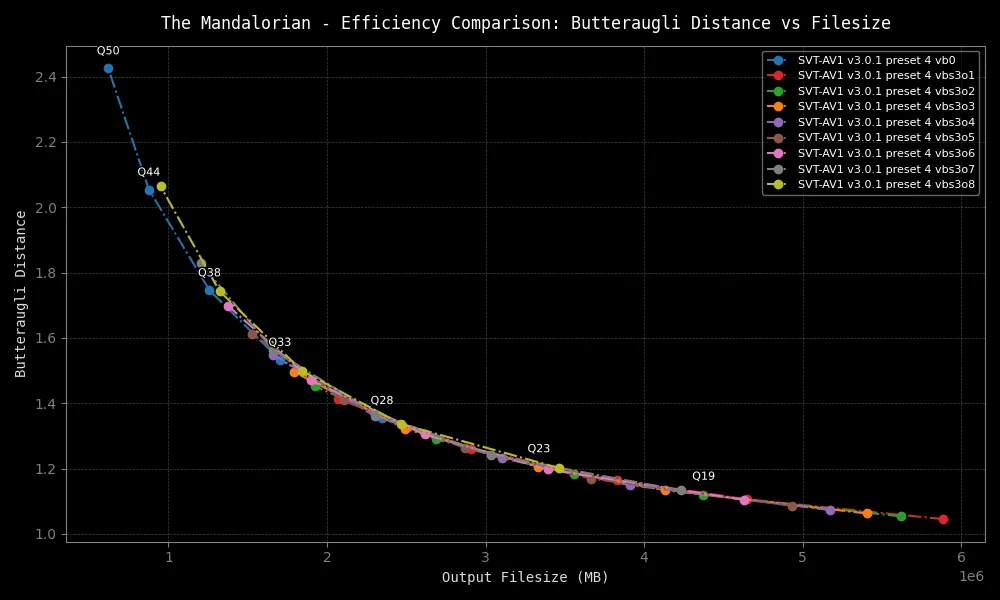 The Mandalorian - Efficiency Comparison: Butteraugli Distance vs Filesize
Q50
Q44
Q38
Q33
Q28
Q23
Q19
SVT-AV1 v3.0.1 preset 4 vb0
SVT-AV1 v3.0.1 preset 4 vbs3o1
SVT-AV1 v3.0.1 preset 4 vbs3o2
SVT-AV1 v3.0.1 preset 4 vbs3o3
SVT-AV1 v3.0.1 preset 4 vbs3o4
SVT-AV1 v3.0.1 preset 4 vbs3o5
SVT-AV1 v3.0.1 preset 4 vbs3o6
SVT-AV1 v3.0.1 preset 4 vbs3o7
SVT-AV1 v3.0.1 preset 4 vbs3o8
Butteraugli Distance
2.4
2.2
2.0
1.8
1.6
1.4
1.2
1.0
1 2 3 4 5 6
1e6
Output Filesize (MB)